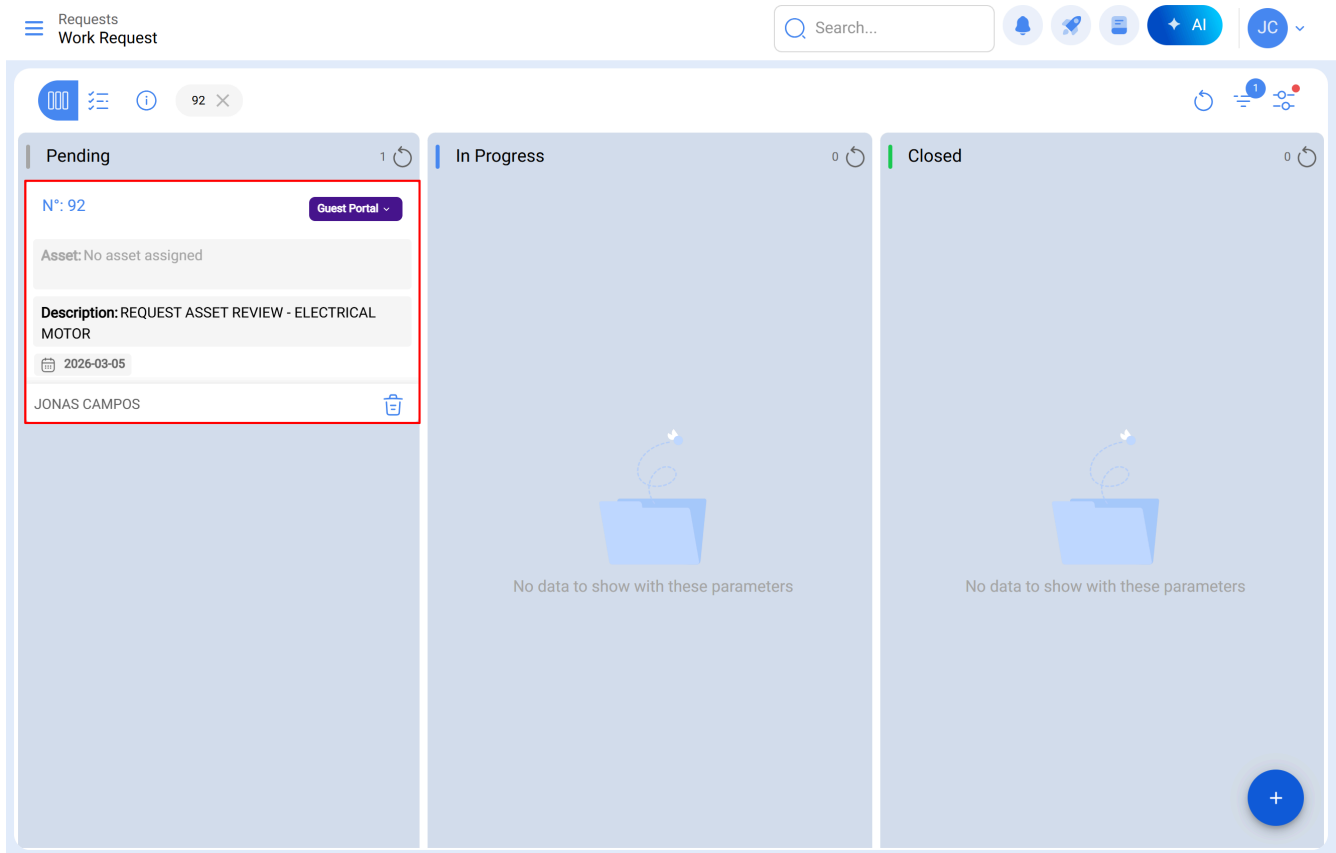 Requests
Work Request
Search...
AI
JC
92
1
Pending
1
In Progress
0
Closed
0
N°: 92
Guest Portal
Asset: No asset assigned
Description: REQUEST ASSET REVIEW - ELECTRICAL
MOTOR
2026-03-05
JONAS CAMPOS
No data to show with these parameters
No data to show with these parameters